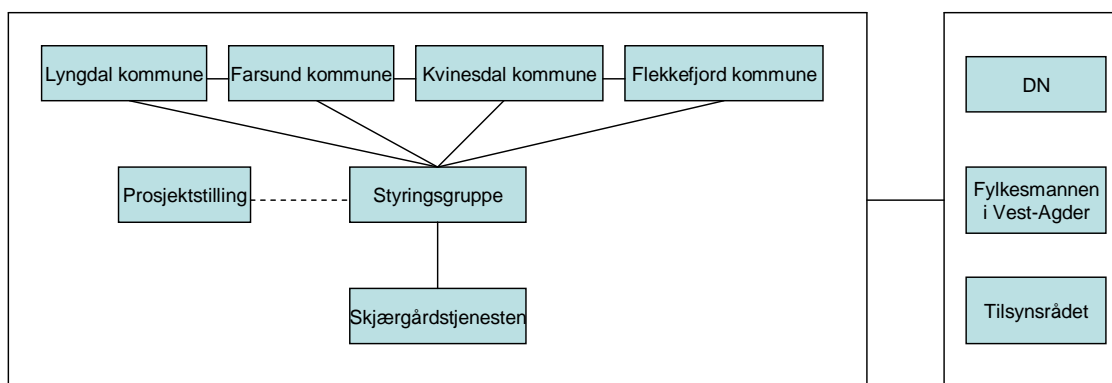 Lyngdal kommune
Farsund kommune
Kvinesdal kommune
Flekkefjord kommune
Prosjektstilling
Styringsgruppe
Skjærgårdstjenesten
DN
Fylkesmannen
i Vest-Agder
Tilsynsrådet